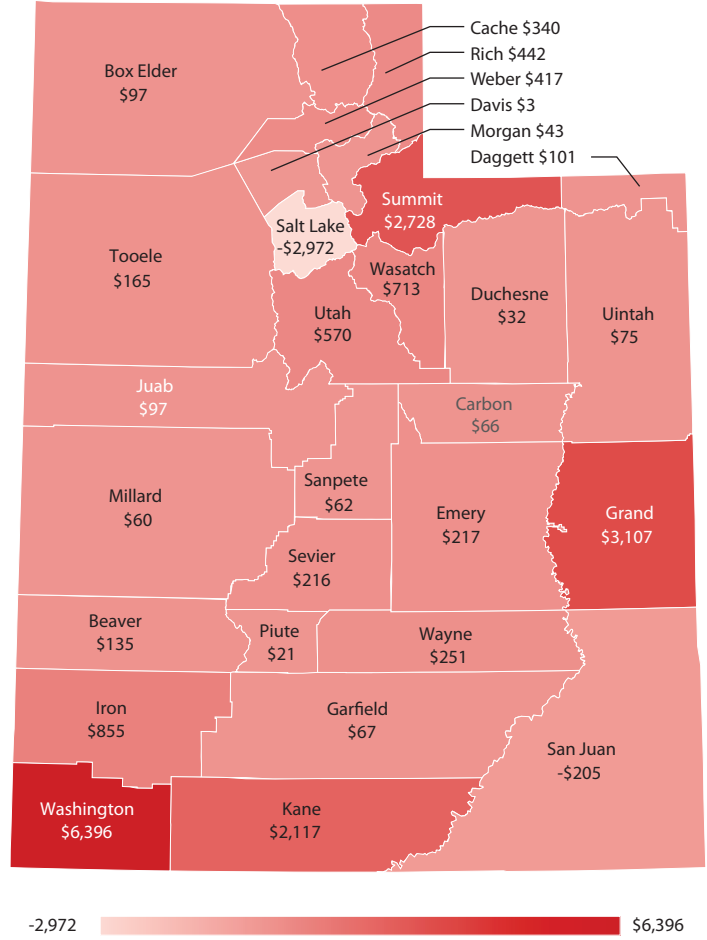 Cache $340
Rich $442
Weber $417
Davis $3
Morgan $43
Daggett $101
Box Elder
$97
Summit
$2,728
Salt Lake
-$2,972
Tooele
$165
Wasatch
$713
Duchesne
$32
Uintah
$75
Utah
$570
Juab
$97
Carbon
$66
Sanpete
$62
Millard
$60
Emery
$217
Grand
$3,107
Sevier
$216
Beaver
$135
Piute
$21
Wayne
$251
Iron
$855
Garfield
$67
San Juan
-$205
Washington
$6,396
Kane
$2,117
-2,972
$6,396